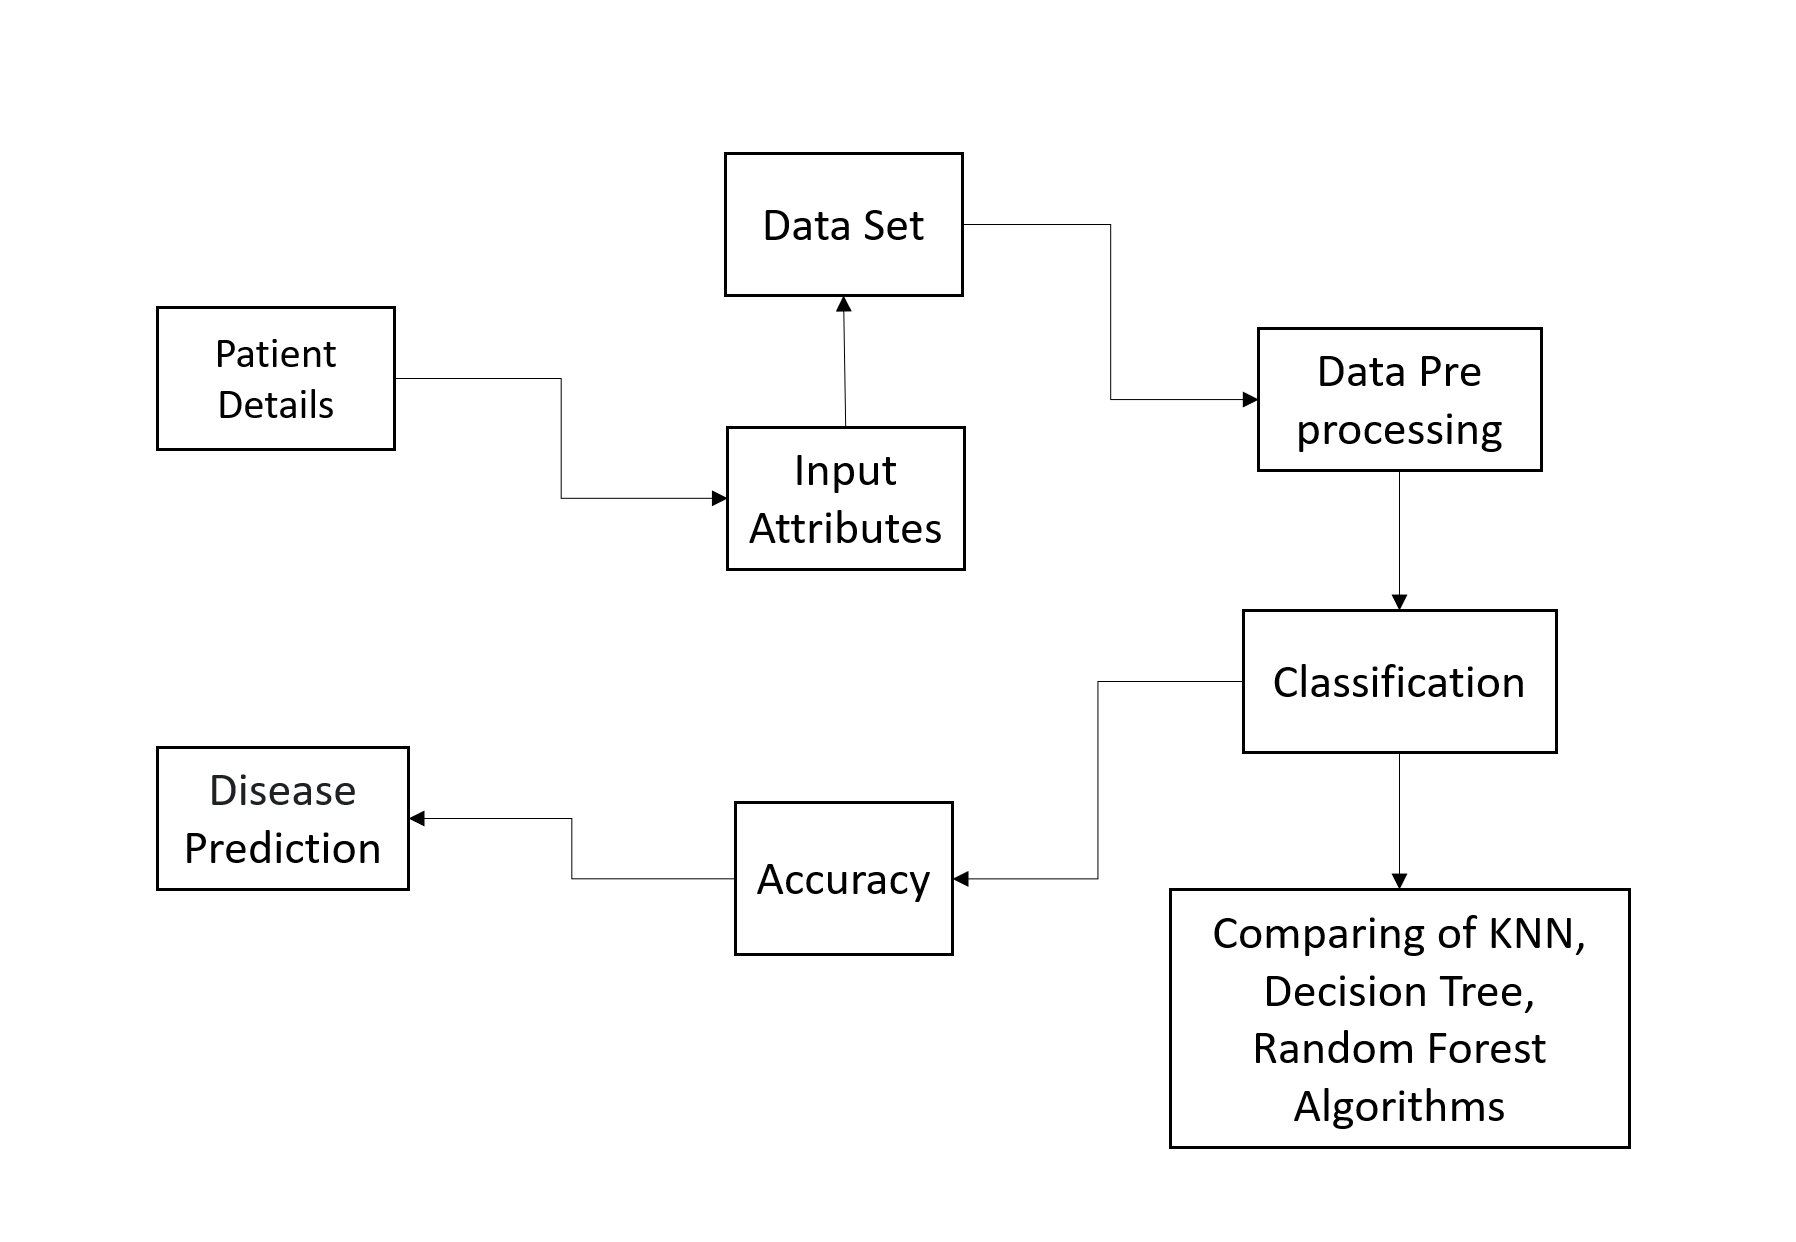 Data Set
Patient
Details
Data Pre
processing
Input
Attributes
Classification
Disease
Prediction
Accuracy
Comparing of KNN,
Decision Tree,
Random Forest
Algorithms